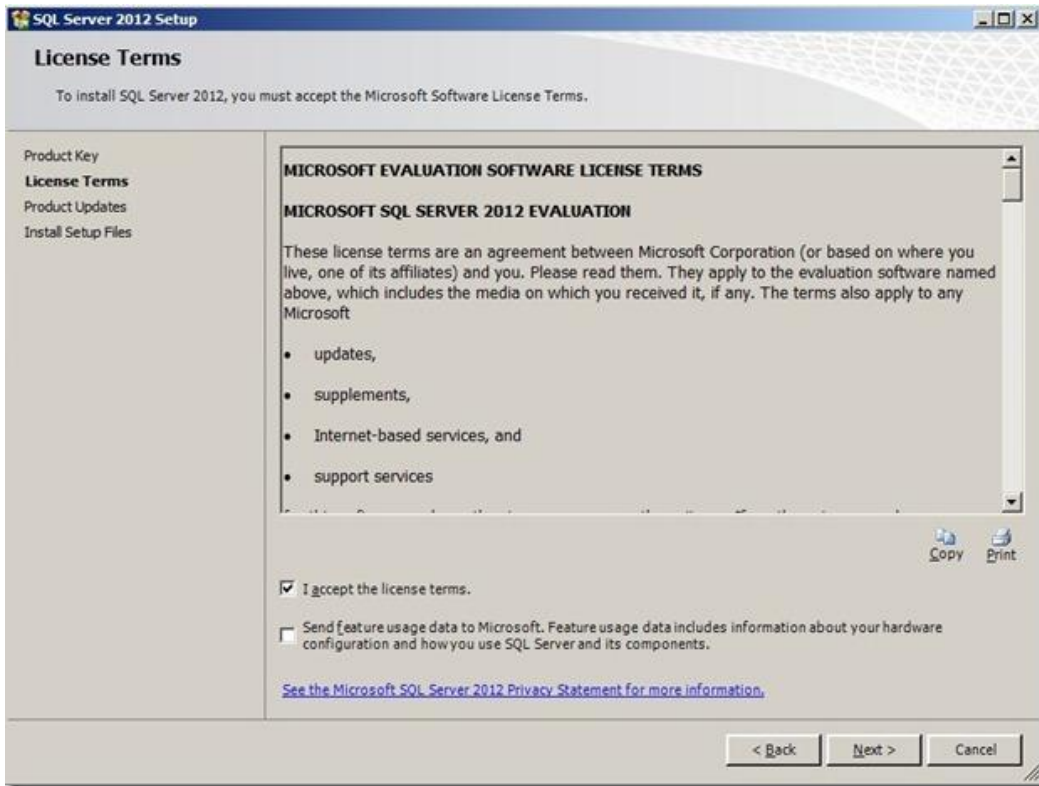 SQL Server 2012 Setup
License Terms
To install SQL Server 2012, you must accept the Microsoft Software License Terms.
Product Key
License Terms
Product Updates
Install Setup Files
MICROSOFT EVALUATION SOFTWARE LICENSE TERMS
MICROSOFT SQL SERVER 2012 EVALUATION
These license terms are an agreement between Microsoft Corporation (or based on where you
live, one of its affiliates) and you. Please read them. They apply to the evaluation software named
above, which includes the media on which you received it, if any. The terms also apply to any
Microsoft
• updates,
• supplements,
• Internet-based services, and
• support services
Copy Print
I accept the license terms.
Send feature usage data to Microsoft. Feature usage data includes information about your hardware
configuration and how you use SQL Server and its components.
See the Microsoft SQL Server 2012 Privacy Statement for more information.
< Back Next > Cancel